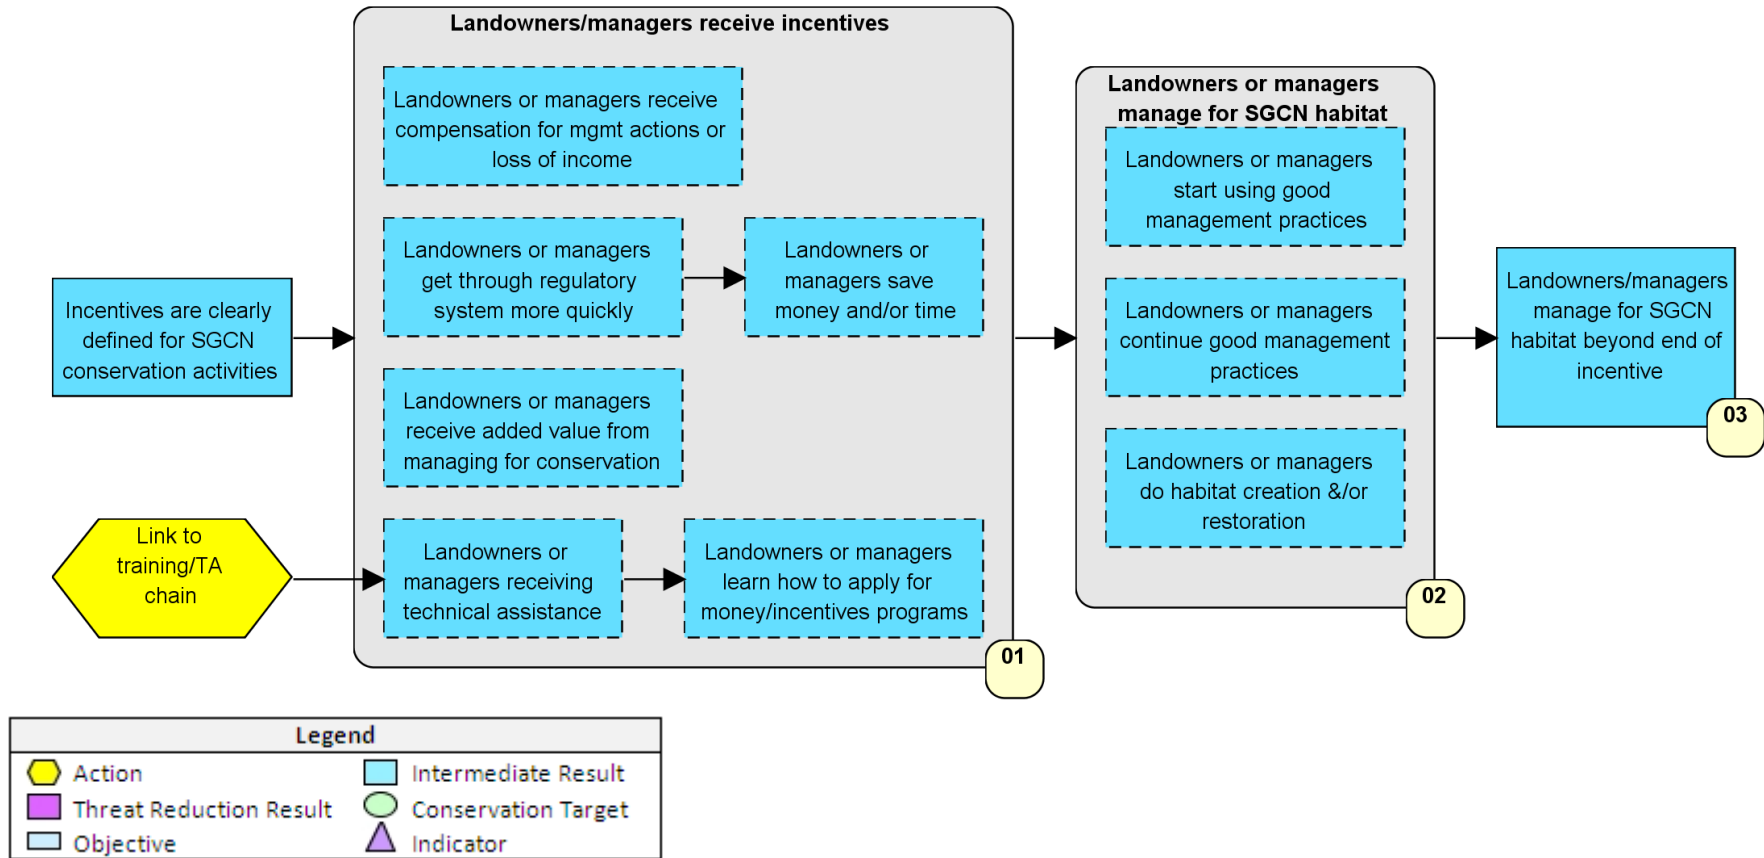 Landowners/managers receive incentives
Landowners or managers receive
compensation for mgmt actions or
loss of income
Landowners or managers
get through regulatory
system more quickly
Landowners or
managers save
money and/or time
Incentives are clearly
defined for SGCN
conservation activities
Landowners or managers
receive added value from
managing for conservation
Link to
training/TA
chain
Landowners or
managers receiving
technical assistance
Landowners or managers
learn how to apply for
money/incentives programs
01
Landowners or managers
manage for SGCN habitat
Landowners or managers
start using good
management practices
Landowners or managers
continue good management
practices
Landowners or managers
do habitat creation &/or
restoration
02
Landowners/managers
manage for SGCN
habitat beyond end of
incentive
03
Legend
Action
Intermediate Result
Threat Reduction Result
Conservation Target
Objective
Indicator